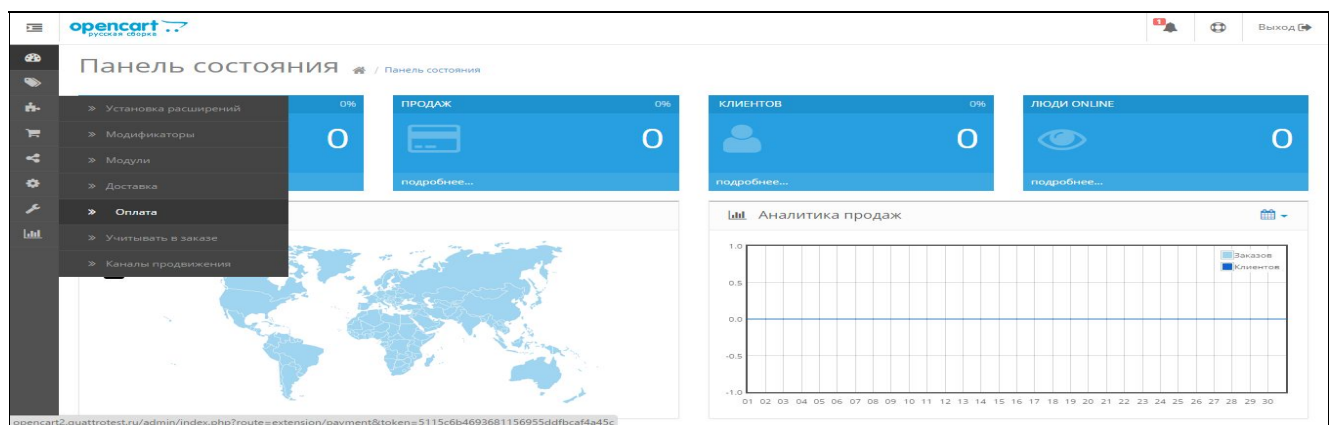 opencart
русская сборка
1
Выход
Панель состояния / Панель состояния
» Установка расширений
» Модификаторы
» Модули
» Доставка
» Оплата
» Учитывать в заказе
» Каналы продвижения
0%
0
ПРОДАЖ 0%
0
подробнее...
КЛИЕНТОВ 0%
0
подробнее...
ЛЮДИ ONLINE
0
подробнее...
Аналитика продаж
1.0
0.5
0.0
-0.5
-1.0
Заказов
Клиентов
01 02 03 04 05 06 07 08 09 10 11 12 13 14 15 16 17 18 19 20 21 22 23 24 25 26 27 28 29 30
opencart2.quattrotest.ru/admin/index.php?route=extension/payment&token=5115c6b4693681156955ddfbcaf4a45c